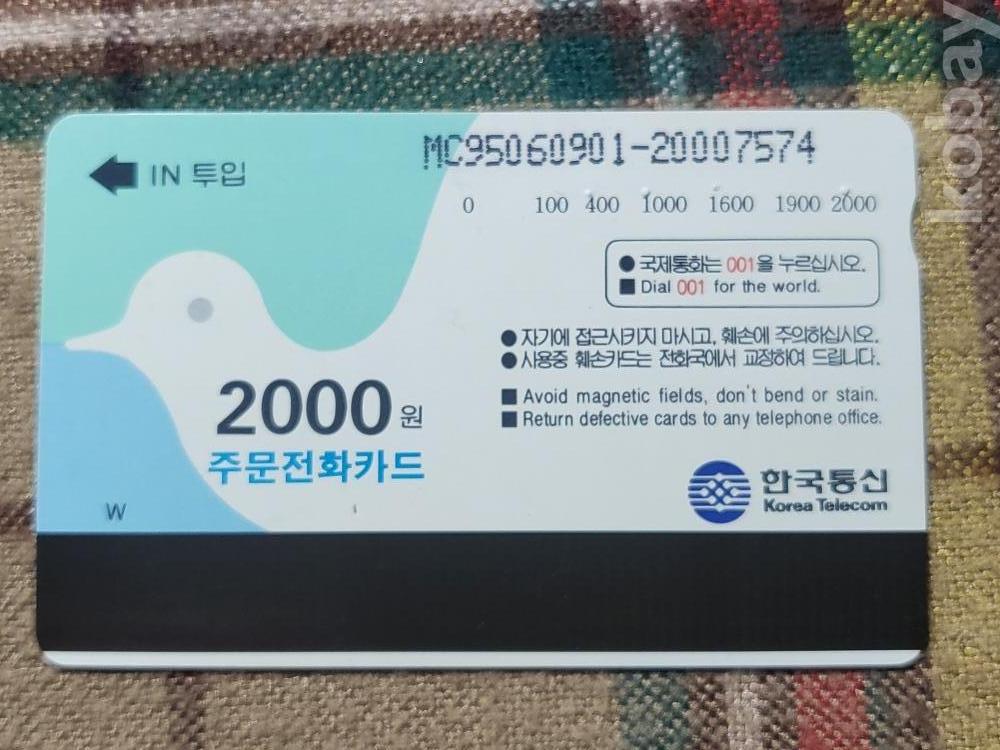 IN 투입
MC95060901-20007574
0 100 400 1000 1600 1900 2000
● 국제통화는 001을 누르십시오.
■ Dial 001 for the world.
● 자기에 접근시키지 마시고, 훼손에 주의하십시오.
● 사용중 훼손카드는 전화국에서 교정하여 드립니다.
■ Avoid magnetic fields, don't bend or stain.
■ Return defective cards to any telephone office.
2000원
주문전화카드
W
한국통신
Korea Telecom
kopay